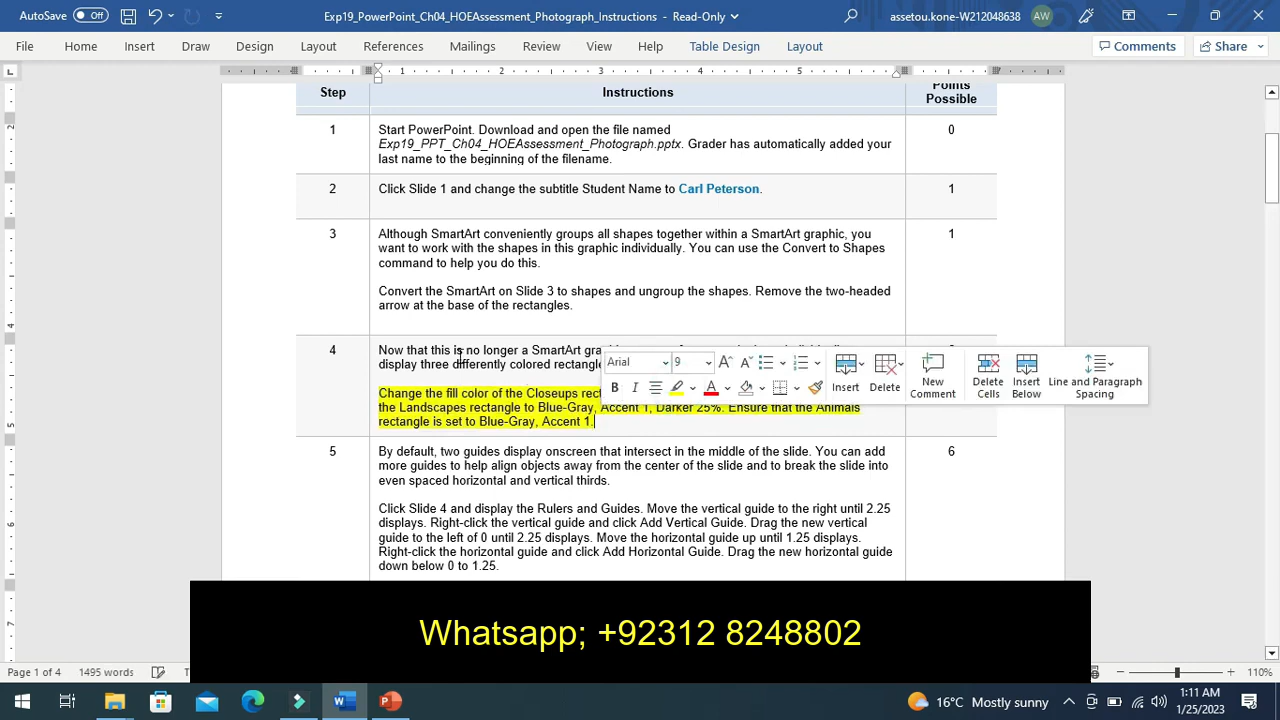 AutoSave Off Exp19_PowerPoint_Ch04_HOEAssessment_Photograph_Instructions - Read-Only assetou.kone-W212048638 AW
File Home Insert Draw Design Layout References Mailings Review View Help Table Design Layout Comments Share
1 2 3 4 5
Step Instructions Points Possible
1 Start PowerPoint. Download and open the file named 0
Exp19_PPT_Ch04_HOEAssessment_Photograph.pptx. Grader has automatically added your
last name to the beginning of the filename.
2 Click Slide 1 and change the subtitle Student Name to Carl Peterson. 1
3 Although SmartArt conveniently groups all shapes together within a SmartArt graphic, you 1
want to work with the shapes in this graphic individually. You can use the Convert to Shapes
command to help you do this.
Convert the SmartArt on Slide 3 to shapes and ungroup the shapes. Remove the two-headed
arrow at the base of the rectangles.
4 Now that this is no longer a SmartArt
display three differently colored rectangle
Arial 9
Insert Delete New Comment Delete Cells Insert Below Line and Paragraph Spacing
Change the fill color of the Closeups
the Landscapes rectangle to Blue-Gray, Accent 1, Darker 25%. Ensure that the Animals
rectangle is set to Blue-Gray, Accent 1.
5 By default, two guides display onscreen that intersect in the middle of the slide. You can add 6
more guides to help align objects away from the center of the slide and to break the slide into
even spaced horizontal and vertical thirds.
Click Slide 4 and display the Rulers and Guides. Move the vertical guide to the right until 2.25
displays. Right-click the vertical guide and click Add Vertical Guide. Drag the new vertical
guide to the left of 0 until 2.25 displays. Move the horizontal guide up until 1.25 displays.
Right-click the horizontal guide and click Add Horizontal Guide. Drag the new horizontal guide
down below 0 to 1.25.
Whatsapp; +92312 8248802
Page 1 of 4 1495 words 110%
16°C Mostly sunny 1:11 AM
1/25/2023